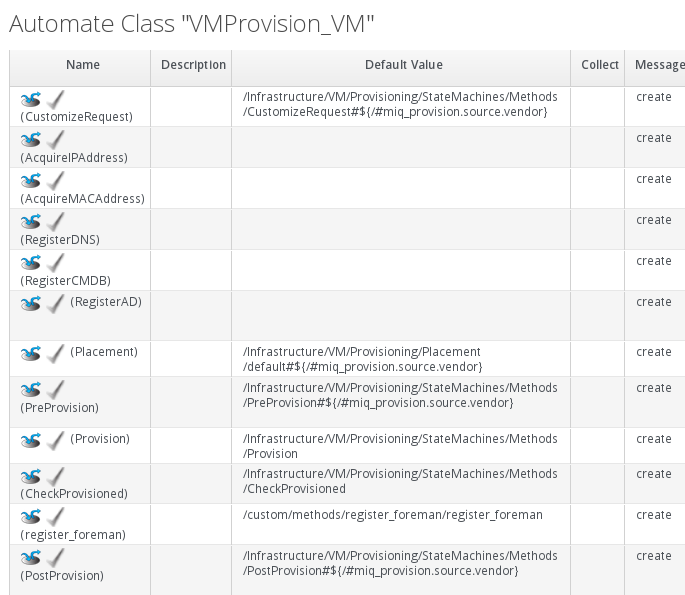 Automate Class "VMProvision_VM"
Name Description Default Value Collect Message
(CustomizeRequest) /Infrastructure/VM/Provisioning/StateMachines/Methods create
/CustomizeRequest#${/#miq_provision.source.vendor}
(AcquireIPAddress) create
(AcquireMACAddress) create
(RegisterDNS) create
(RegisterCMDB) create
(RegisterAD) create
(Placement) /Infrastructure/VM/Provisioning/Placement create
/default#${/#miq_provision.source.vendor}
(PreProvision) /Infrastructure/VM/Provisioning/StateMachines/Methods create
/PreProvision#${/#miq_provision.source.vendor}
(Provision) /Infrastructure/VM/Provisioning/StateMachines/Methods create
/Provision
(CheckProvisioned) /Infrastructure/VM/Provisioning/StateMachines/Methods create
/CheckProvisioned
(register_foreman) /custom/methods/register_foreman/register_foreman create
(PostProvision) /Infrastructure/VM/Provisioning/StateMachines/Methods create
/PostProvision#${/#miq_provision.source.vendor}